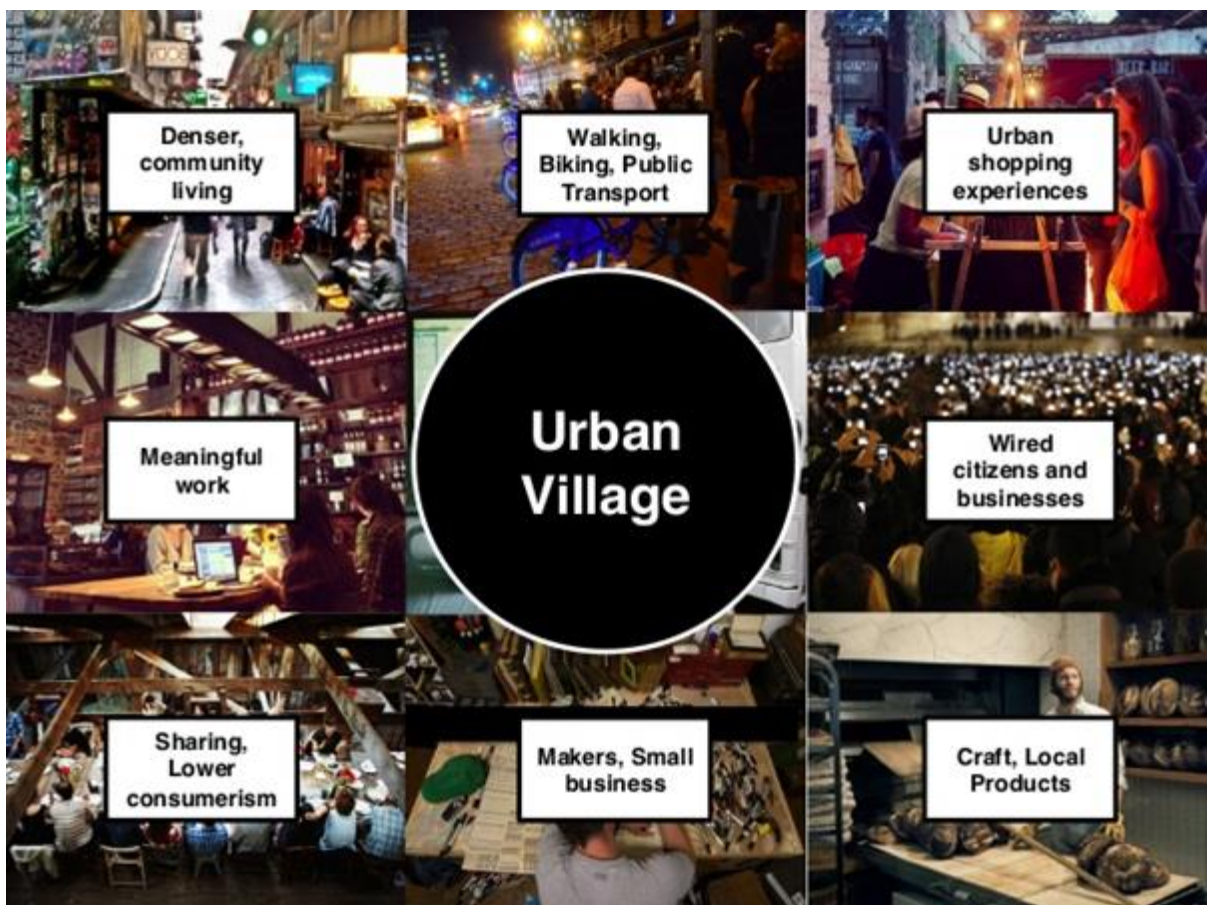 Denser,
community
living
Walking,
Biking, Public
Transport
Urban
shopping
experiences
Meaningful
work
Urban
Village
Wired
citizens and
businesses
Sharing,
Lower
consumerism
Makers, Small
business
Craft, Local
Products